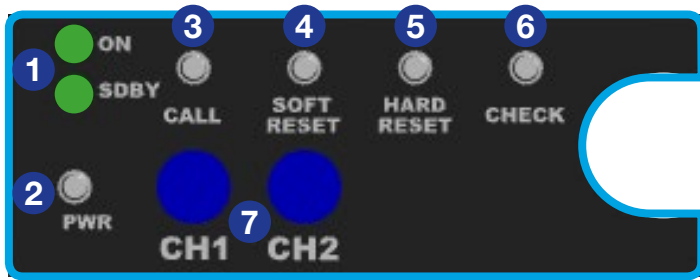 3 4 5 6
1 ON
SDBY
CALL SOFT RESET HARD RESET CHECK
2 PWR
7
CH1 CH2